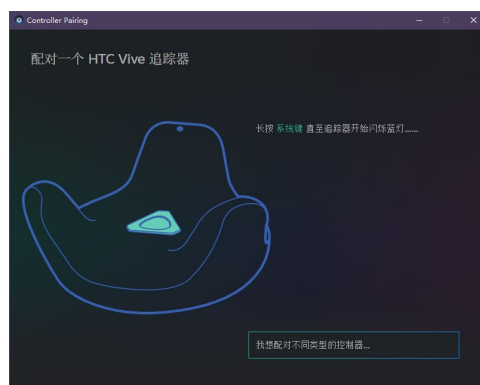 Controller Pairing
配对一个 HTC Vive 追踪器
长按 系统键 直至追踪器开始闪烁蓝灯......
我想配对不同类型的控制器...